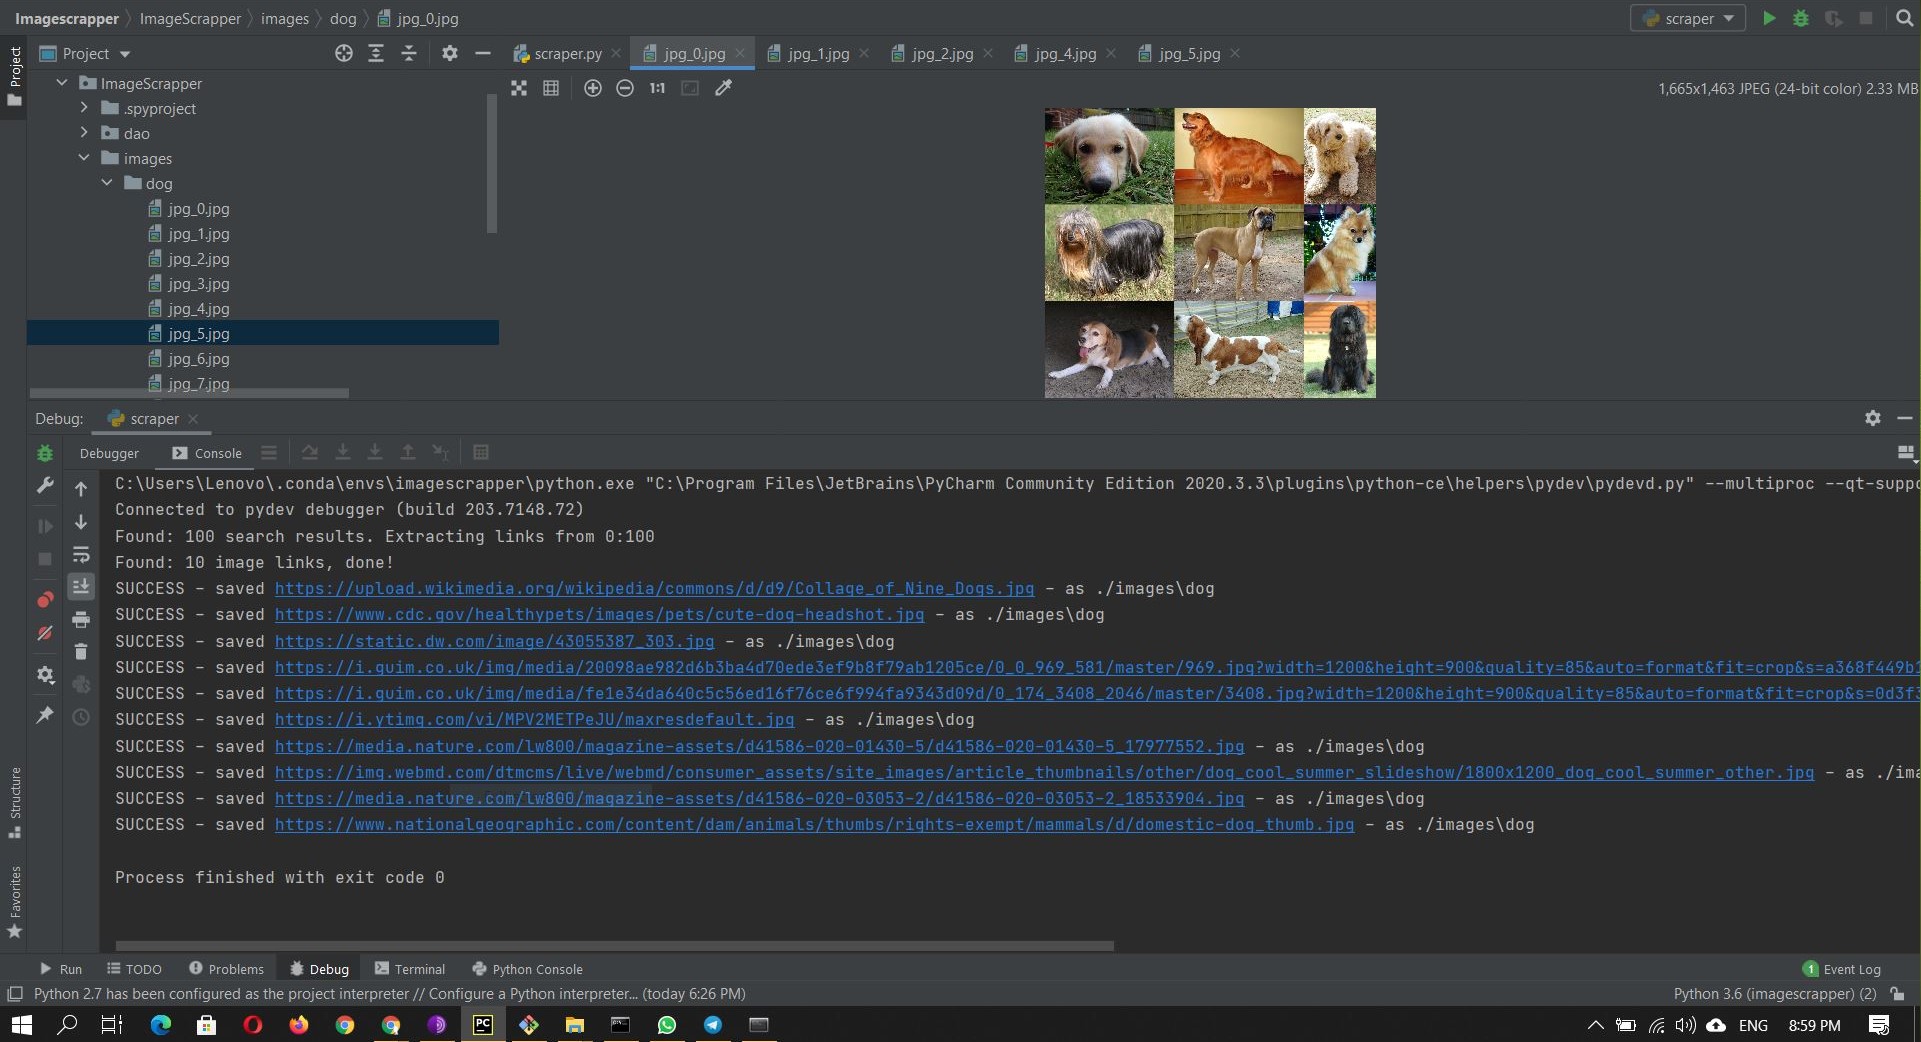 Imagescrapper ImageScrapper images dog jpg_0.jpg
scraper
Project
scraper.py jpg_0.jpg jpg_1.jpg jpg_2.jpg jpg_4.jpg jpg_5.jpg
Project
1:1
1,665x1,463 JPEG (24-bit color) 2.33 MB
ImageScrapper
.spyproject
dao
images
dog
jpg_0.jpg
jpg_1.jpg
jpg_2.jpg
jpg_3.jpg
jpg_4.jpg
jpg_5.jpg
jpg_6.jpg
jpg_7.jpg
Debug: scraper
Debugger Console
C:\Users\Lenovo\.conda\envs\imagescrapper\python.exe "C:\Program Files\JetBrains\PyCharm Community Edition 2020.3.3\plugins\python-ce\helpers\pydev\pydevd.py" --multiproc --qt-suppo
Connected to pydev debugger (build 203.7148.72)
Found: 100 search results. Extracting links from 0:100
Found: 10 image links, done!
SUCCESS - saved https://upload.wikimedia.org/wikipedia/commons/d/d9/Collage_of_Nine_Dogs.jpg - as ./images\dog
SUCCESS - saved https://www.cdc.gov/healthypets/images/pets/cute-dog-headshot.jpg - as ./images\dog
SUCCESS - saved https://static.dw.com/image/43055387_303.jpg - as ./images\dog
SUCCESS - saved https://i.guim.co.uk/img/media/20098ae982d6b3ba4d70ede3ef9b8f79ab1205ce/0_0_969_581/master/969.jpg?width=1200&height=900&quality=85&auto=format&fit=crop&s=a368f449b1
SUCCESS - saved https://i.guim.co.uk/img/media/fe1e34da640c5c56ed16f76ce6f994fa9343d09d/0_174_3408_2046/master/3408.jpg?width=1200&height=900&quality=85&auto=format&fit=crop&s=0d3f3
SUCCESS - saved https://i.ytimg.com/vi/MPV2METPeJU/maxresdefault.jpg - as ./images\dog
SUCCESS - saved https://media.nature.com/lw800/magazine-assets/d41586-020-01430-5/d41586-020-01430-5_17977552.jpg - as ./images\dog
SUCCESS - saved https://img.webmd.com/dtmcms/live/webmd/consumer_assets/site_images/article_thumbnails/other/dog_cool_summer_slideshow/1800x1200_dog_cool_summer_other.jpg - as ./ima
SUCCESS - saved https://media.nature.com/lw800/magazine-assets/d41586-020-03053-2/d41586-020-03053-2_18533904.jpg - as ./images\dog
SUCCESS - saved https://www.nationalgeographic.com/content/dam/animals/thumbs/rights-exempt/mammals/d/domestic-dog_thumb.jpg - as ./images\dog
Process finished with exit code 0
Structure
Favorites
Run TODO Problems Debug Terminal Python Console
1 Event Log
Python 2.7 has been configured as the project interpreter // Configure a Python interpreter... (today 6:26 PM)
Python 3.6 (imagescrapper) (2)
PC
ENG 8:59 PM